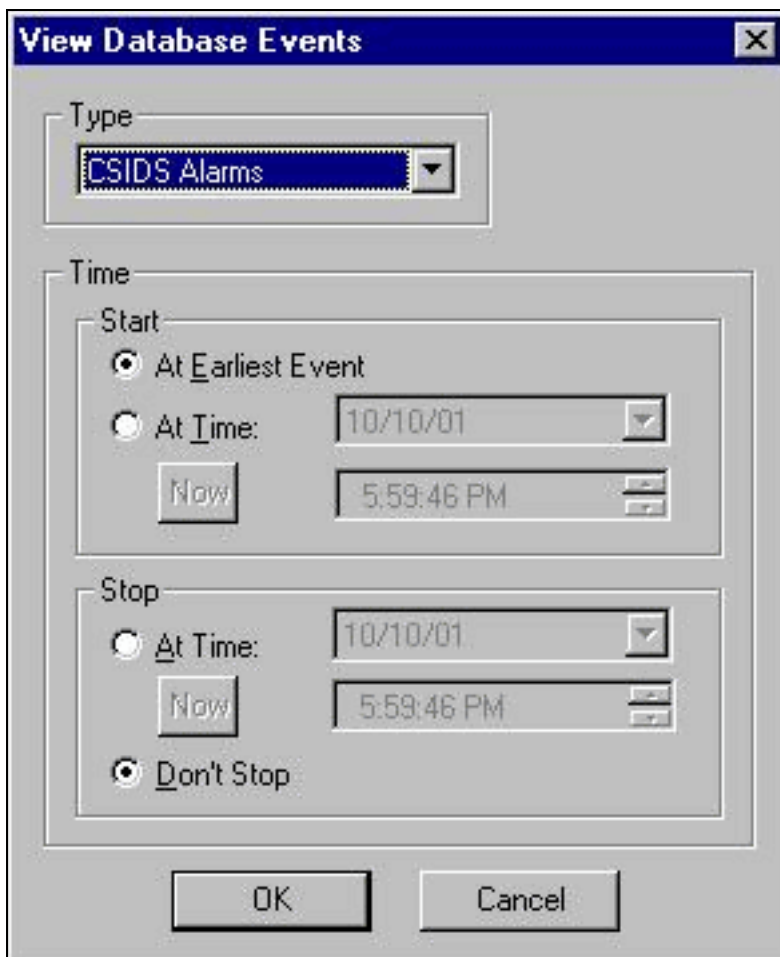 View Database Events
Type
CSIDS Alarms
Time
Start
At Earliest Event
At Time:
10/10/01
Now
5:59:46 PM
Stop
At Time:
10/10/01
Now
5:59:46 PM
Don't Stop
OK
Cancel